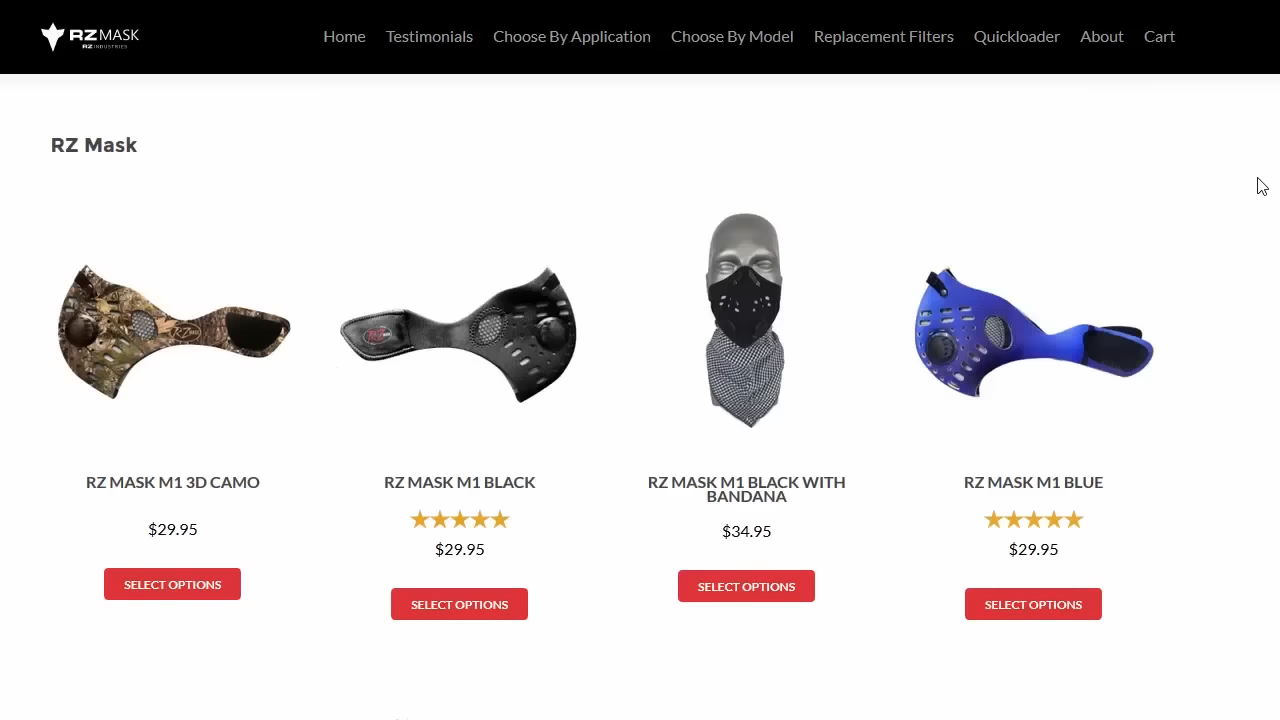 RZ MASK
RZ INDUSTRIES
Home Testimonials Choose By Application Choose By Model Replacement Filters Quickloader About Cart
RZ Mask
RZ MASK M1 3D CAMO
$29.95
SELECT OPTIONS
RZ MASK M1 BLACK
$29.95
SELECT OPTIONS
RZ MASK M1 BLACK WITH
BANDANA
$34.95
SELECT OPTIONS
RZ MASK M1 BLUE
$29.95
SELECT OPTIONS